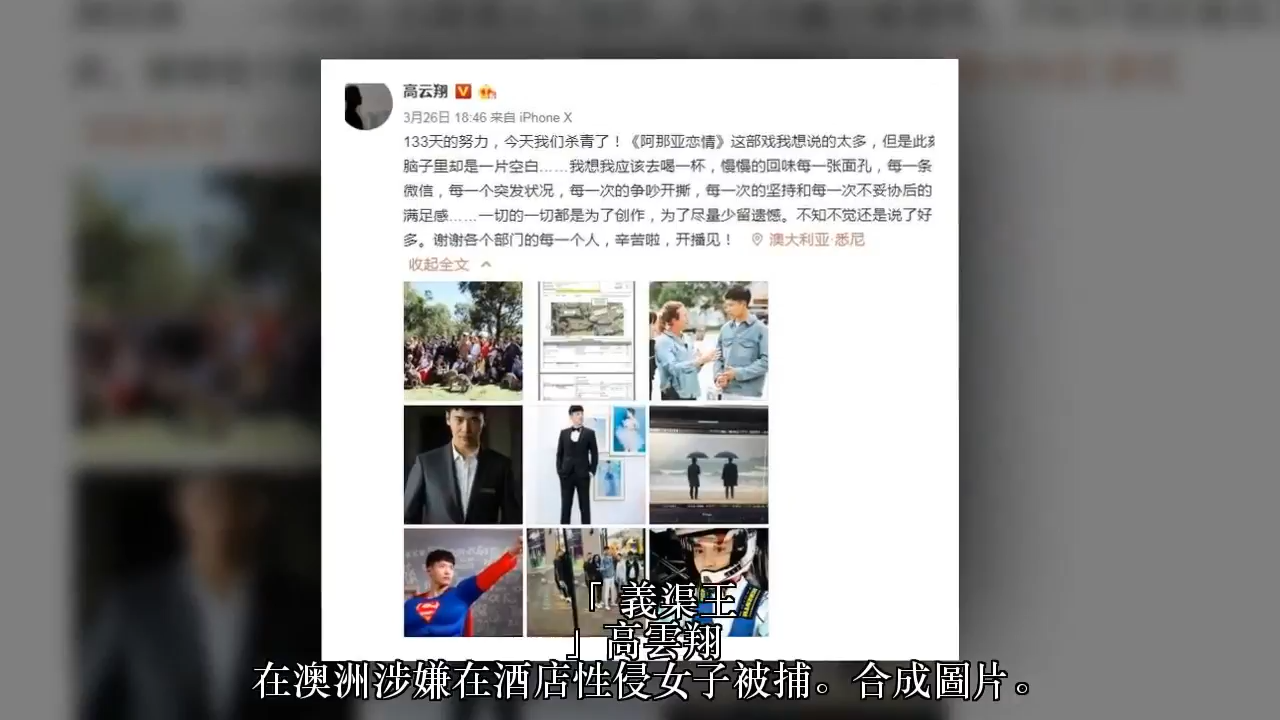 高云翔
3月26日 18:46 来自 iPhone X
133天的努力，今天我们杀青了！《阿那亚恋情》这部戏我想说的太多，但是此刻
脑子里却是一片空白……我想我应该去喝一杯，慢慢的回味每一张面孔，每一条
微信，每一个突发状况，每一次的争吵开撕，每一次的坚持和每一次不妥协后的
满足感……一切的一切都是为了创作，为了尽量少留遗憾。不知不觉还是说了好
多。谢谢各个部门的每一个人，辛苦啦，开播见！ 澳大利亚·悉尼
收起全文
「義渠王
」高雲翔
在澳洲涉嫌在酒店性侵女子被捕。合成圖片。